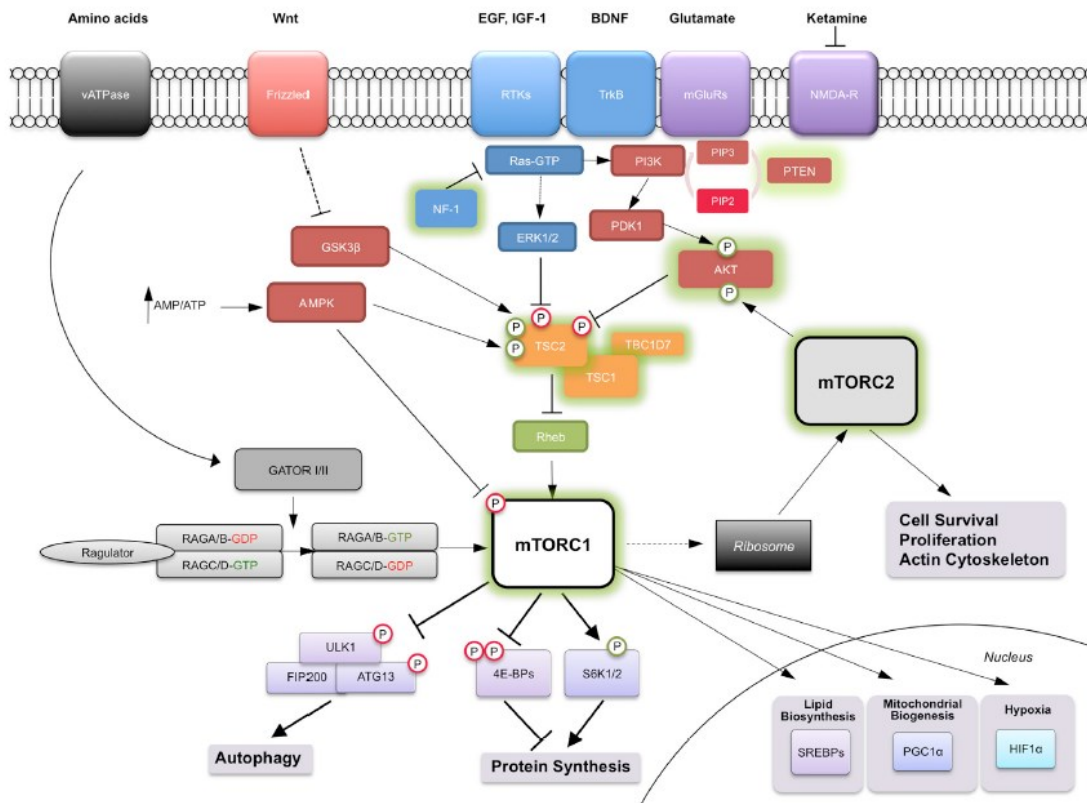 Amino acids
Wnt
EGF, IGF-1
BDNF
Glutamate
Ketamine
vATPase
Frizzled
RTKs
TrkB
mGluRs
NMDA-R
Ras-GTP
PI3K
PIP3
PTEN
NF-1
PIP2
PDK1
GSK3β
ERK1/2
P
AKT
P
AMP/ATP
AMPK
P
P
P
P
TSC2
TBC1D7
TSC1
mTORC2
Rheb
GATOR I/II
P
mTORC1
Ragulator
RAGA/B-GDP
RAGC/D-GTP
RAGA/B-GTP
RAGC/D-GDP
Ribosome
Cell Survival
Proliferation
Actin Cytoskeleton
ULK1
P
FIP200
ATG13
P
P
P
4E-BPs
P
S6K1/2
Nucleus
Autophagy
Protein Synthesis
Lipid
Biosynthesis
SREBPs
Mitochondrial
Biogenesis
PGC1α
Hypoxia
HIF1α